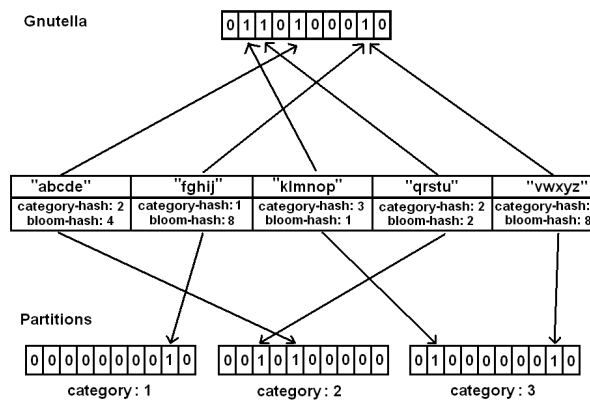 Gnutella
0 1 1 0 1 0 0 0 1 0
"abcde" "fghij" "klmnop" "qrstu" "vwxyz"
category-hash: 2 category-hash: 1 category-hash: 3 category-hash: 2 category-hash:
bloom-hash: 4 bloom-hash: 8 bloom-hash: 1 bloom-hash: 2 bloom-hash: 8
Partitions
0 0 0 0 0 0 0 0 1 0 0 0 1 0 1 0 0 0 0 0 0 1 0 0 0 0 0 0 1 0
category : 1 category : 2 category : 3